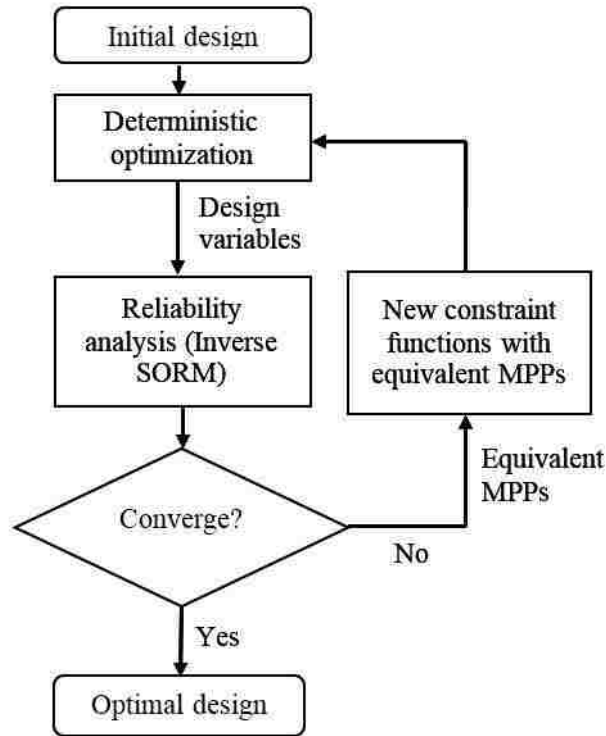 Initial design
Deterministic
optimization
Design
variables
Reliability
analysis (Inverse
SORM)
New constraint
functions with
equivalent MPPs
Equivalent
MPPs
Converge?
No
Yes
Optimal design